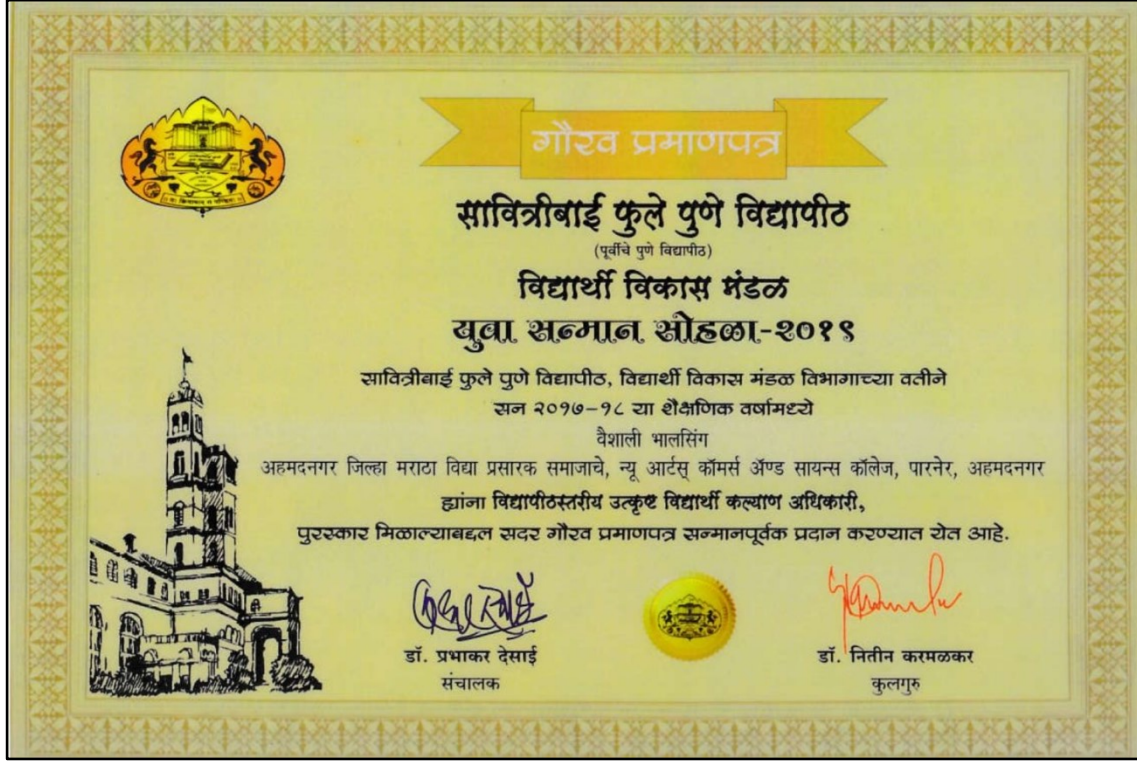 गौरव प्रमाणपत्र
सावित्रीबाई फुले पुणे विद्यापीठ
(पूर्वीचे पुणे विद्यापीठ)
विद्यार्थी विकास मंडळ
युवा सन्मान सोहळा-२०१९
सावित्रीबाई फुले पुणे विद्यापीठ, विद्यार्थी विकास मंडळ विभागाच्या वतीने
सन २०१७-१८ या शैक्षणिक वर्षामध्ये
वैशाली भालसिंग
अहमदनगर जिल्हा मराठा विद्या प्रसारक समाजाचे, न्यू आर्टस् कॉमर्स ॲण्ड सायन्स कॉलेज, पारनेर, अहमदनगर
ह्यांना विद्यापीठस्तरीय उत्कृष्ट विद्यार्थी कल्याण अधिकारी,
पुरस्कार मिळाल्याबद्दल सदर गौरव प्रमाणपत्र सन्मानपूर्वक प्रदान करण्यात येत आहे.
डॉ. प्रभाकर देसाई
संचालक
डॉ. नितीन करमळकर
कुलगुरु